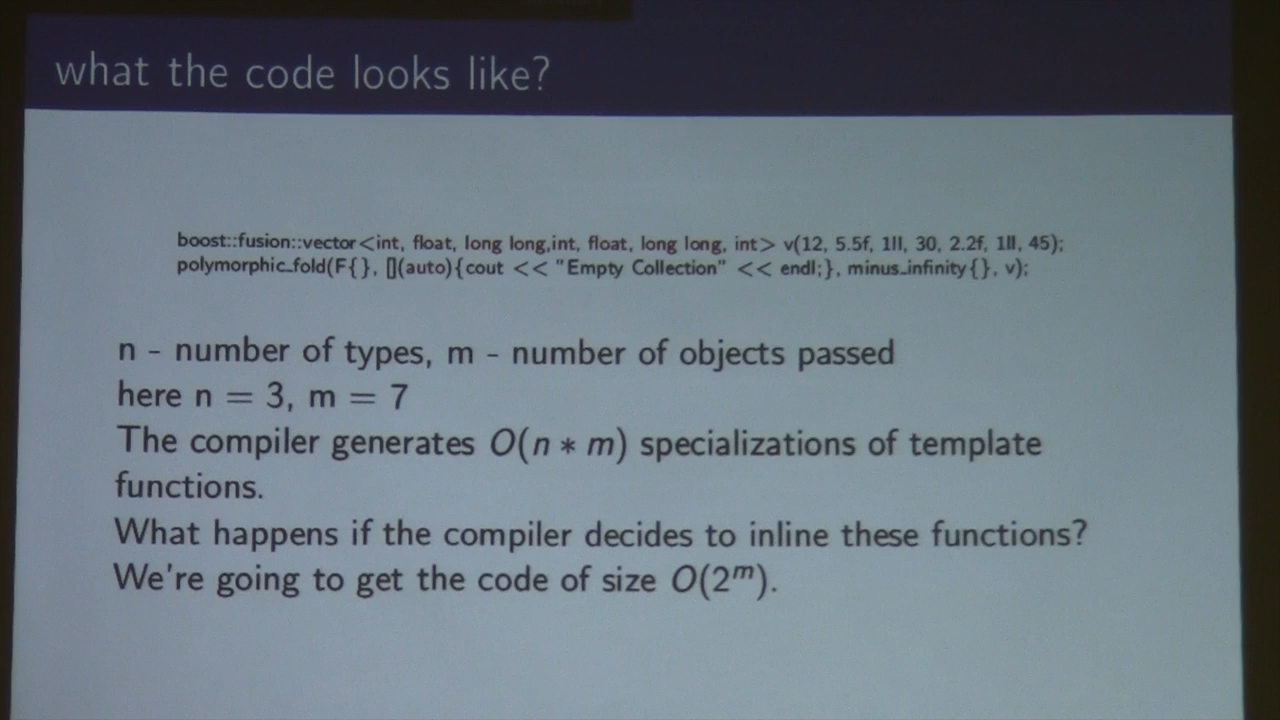 what the code looks like?
boost::fusion::vector<int, float, long long,int, float, long long, int> v(12, 5.5f, 1ll, 30, 2.2f, 1ll, 45);
polymorphic_fold(F{}, [](auto){cout << "Empty Collection" << endl;}, minus_infinity{}, v);
n - number of types, m - number of objects passed
here n = 3, m = 7
The compiler generates O(n * m) specializations of template
functions.
What happens if the compiler decides to inline these functions?
We're going to get the code of size O(2^m).